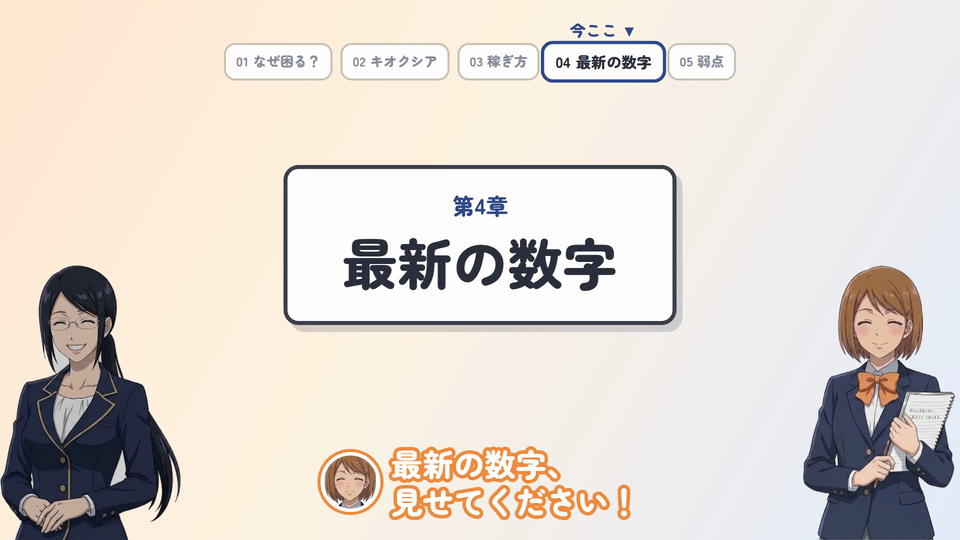 今ここ ▼
01 なぜ困る？ 02 キオクシア 03 稼ぎ方 04 最新の数字 05 弱点
第4章
最新の数字
最新の数字、
見せてください！